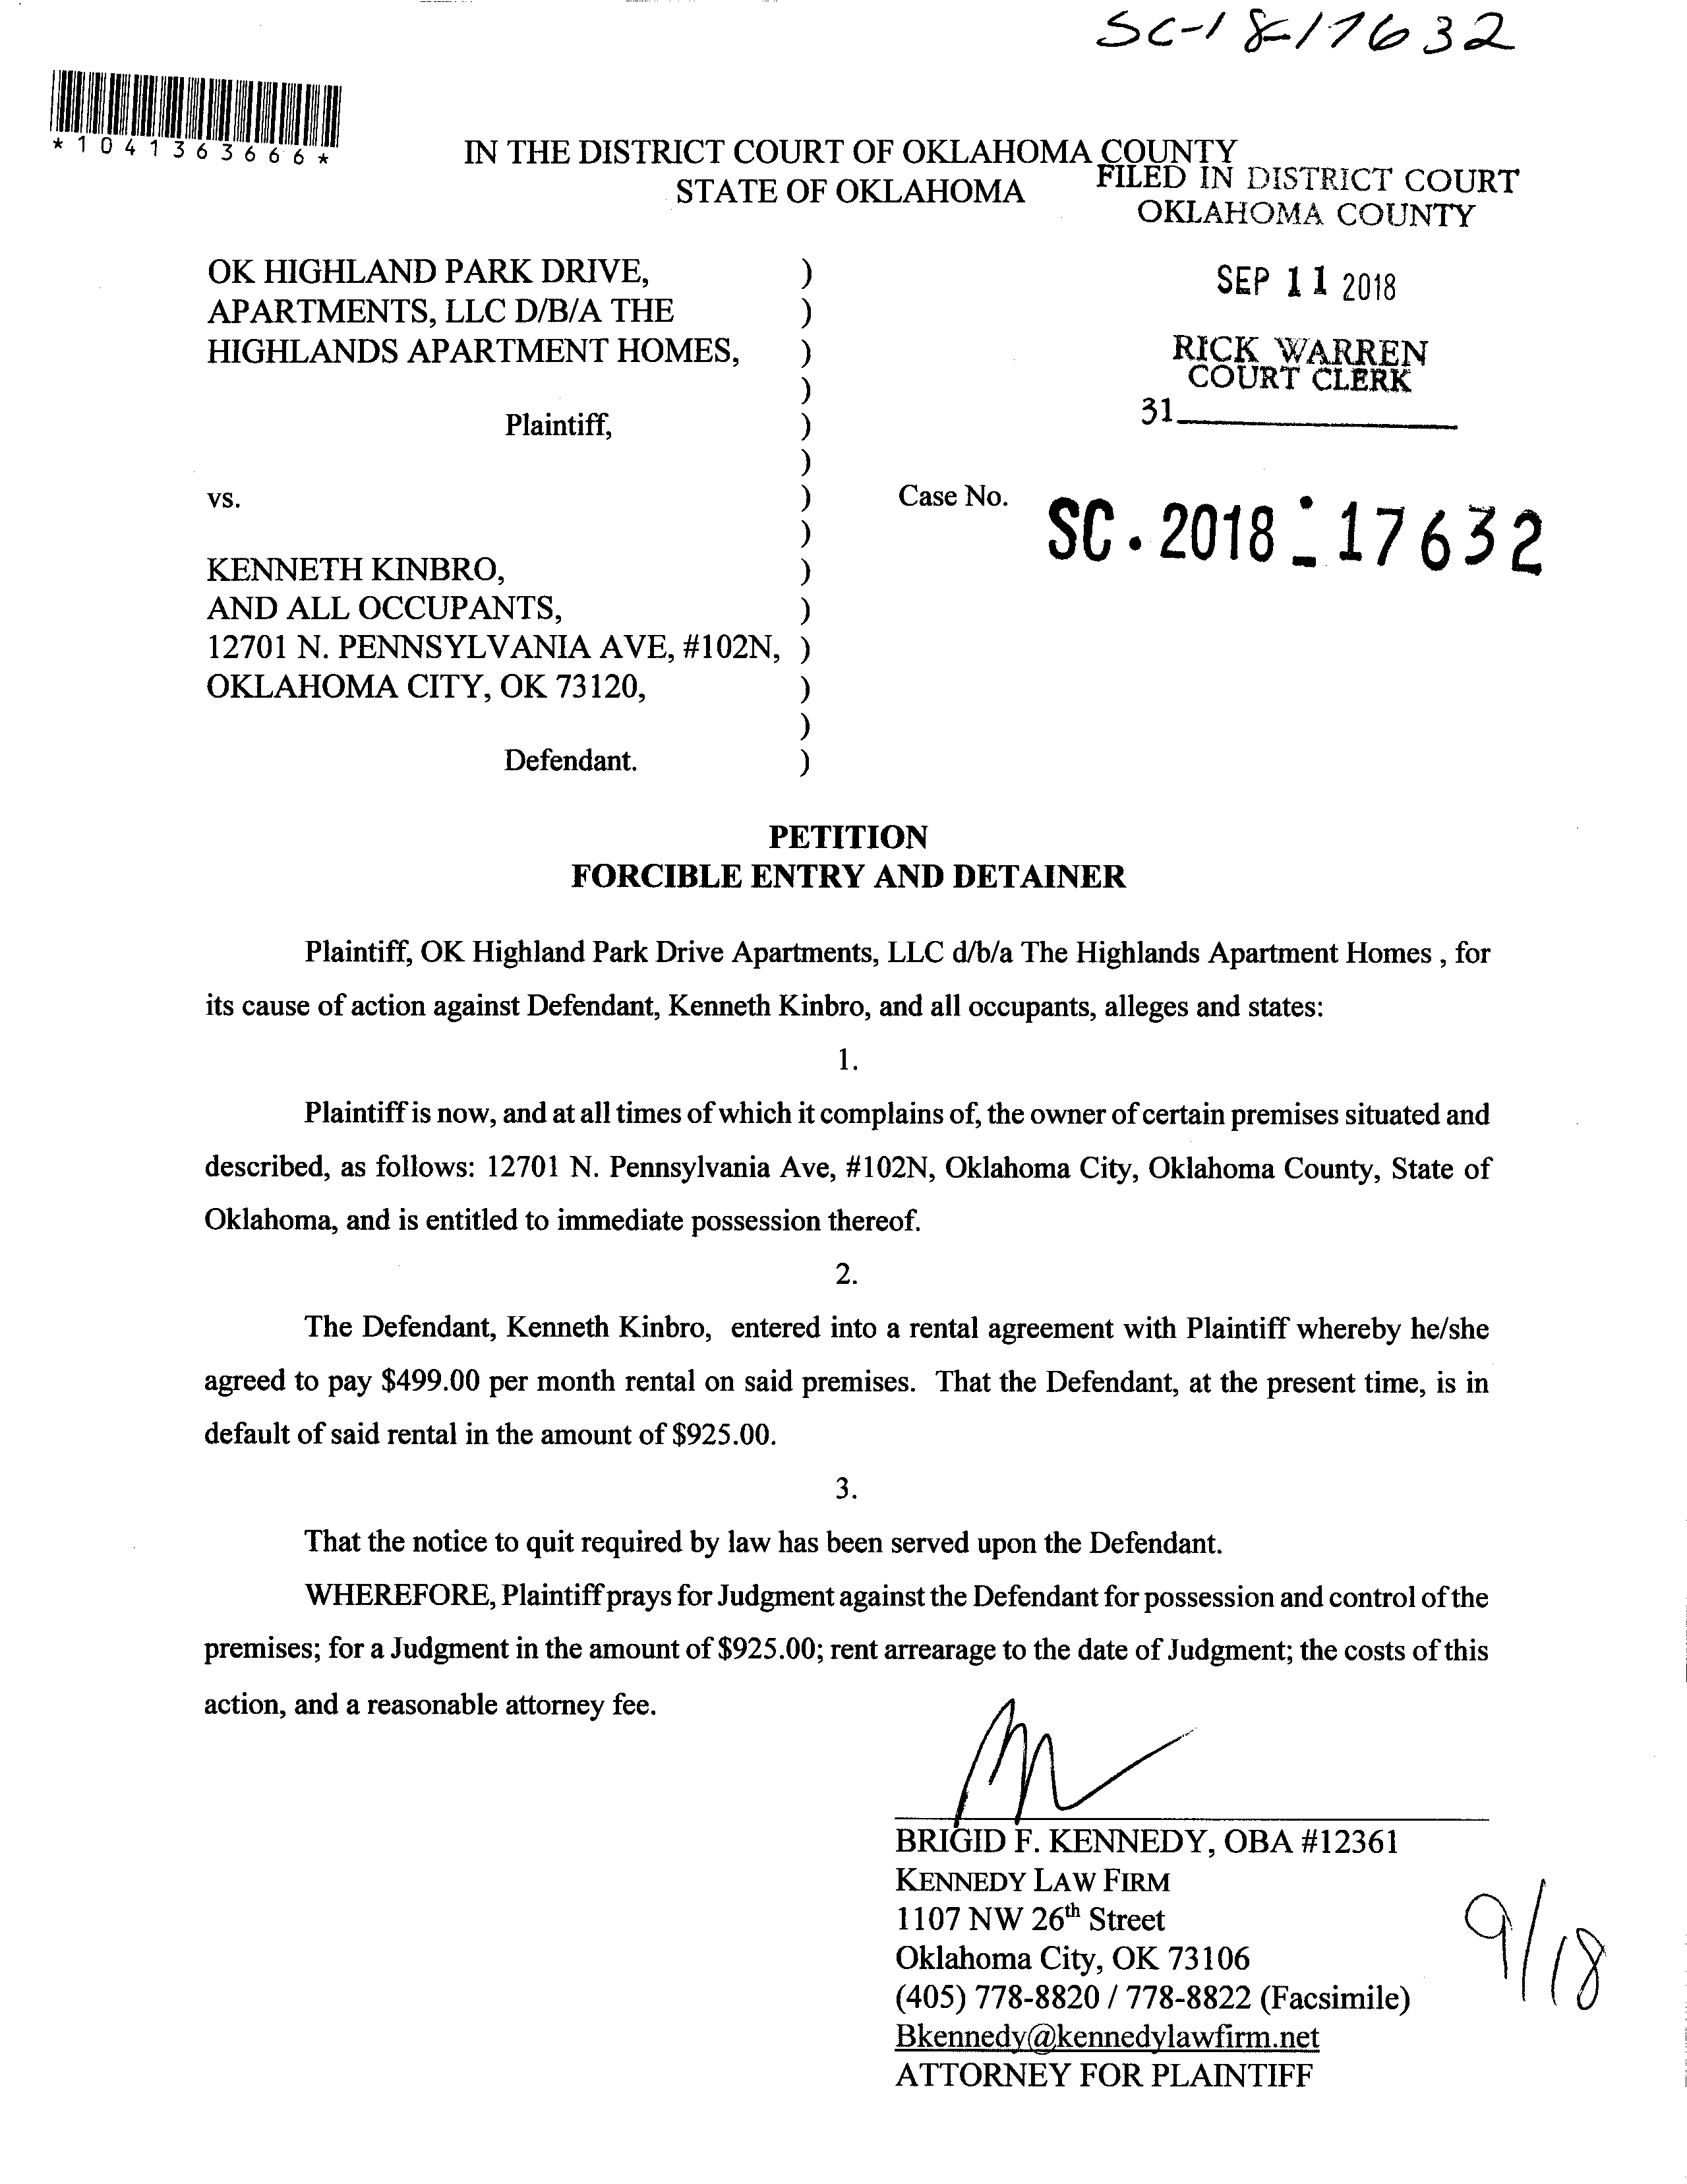 SC-18-17632
*1041363666*
IN THE DISTRICT COURT OF OKLAHOMA COUNTY
STATE OF OKLAHOMA
FILED IN DISTRICT COURT
OKLAHOMA COUNTY
SEP 11 2018
RICK WARREN
COURT CLERK
31
OK HIGHLAND PARK DRIVE, )
APARTMENTS, LLC D/B/A THE )
HIGHLANDS APARTMENT HOMES, )
)
Plaintiff, )
)
vs. ) Case No. SC·2018-17632
)
KENNETH KINBRO, )
AND ALL OCCUPANTS, )
12701 N. PENNSYLVANIA AVE, #102N, )
OKLAHOMA CITY, OK 73120, )
)
Defendant. )
PETITION
FORCIBLE ENTRY AND DETAINER
Plaintiff, OK Highland Park Drive Apartments, LLC d/b/a The Highlands Apartment Homes , for
its cause of action against Defendant, Kenneth Kinbro, and all occupants, alleges and states:
1.
Plaintiff is now, and at all times of which it complains of, the owner of certain premises situated and
described, as follows: 12701 N. Pennsylvania Ave, #102N, Oklahoma City, Oklahoma County, State of
Oklahoma, and is entitled to immediate possession thereof.
2.
The Defendant, Kenneth Kinbro, entered into a rental agreement with Plaintiff whereby he/she
agreed to pay $499.00 per month rental on said premises. That the Defendant, at the present time, is in
default of said rental in the amount of $925.00.
3.
That the notice to quit required by law has been served upon the Defendant.
WHEREFORE, Plaintiff prays for Judgment against the Defendant for possession and control of the
premises; for a Judgment in the amount of $925.00; rent arrearage to the date of Judgment; the costs of this
action, and a reasonable attorney fee.
BRIGID F. KENNEDY, OBA #12361
KENNEDY LAW FIRM
1107 NW 26th Street
Oklahoma City, OK 73106
(405) 778-8820 / 778-8822 (Facsimile)
Bkennedy@kennedylawfirm.net
ATTORNEY FOR PLAINTIFF
9/18